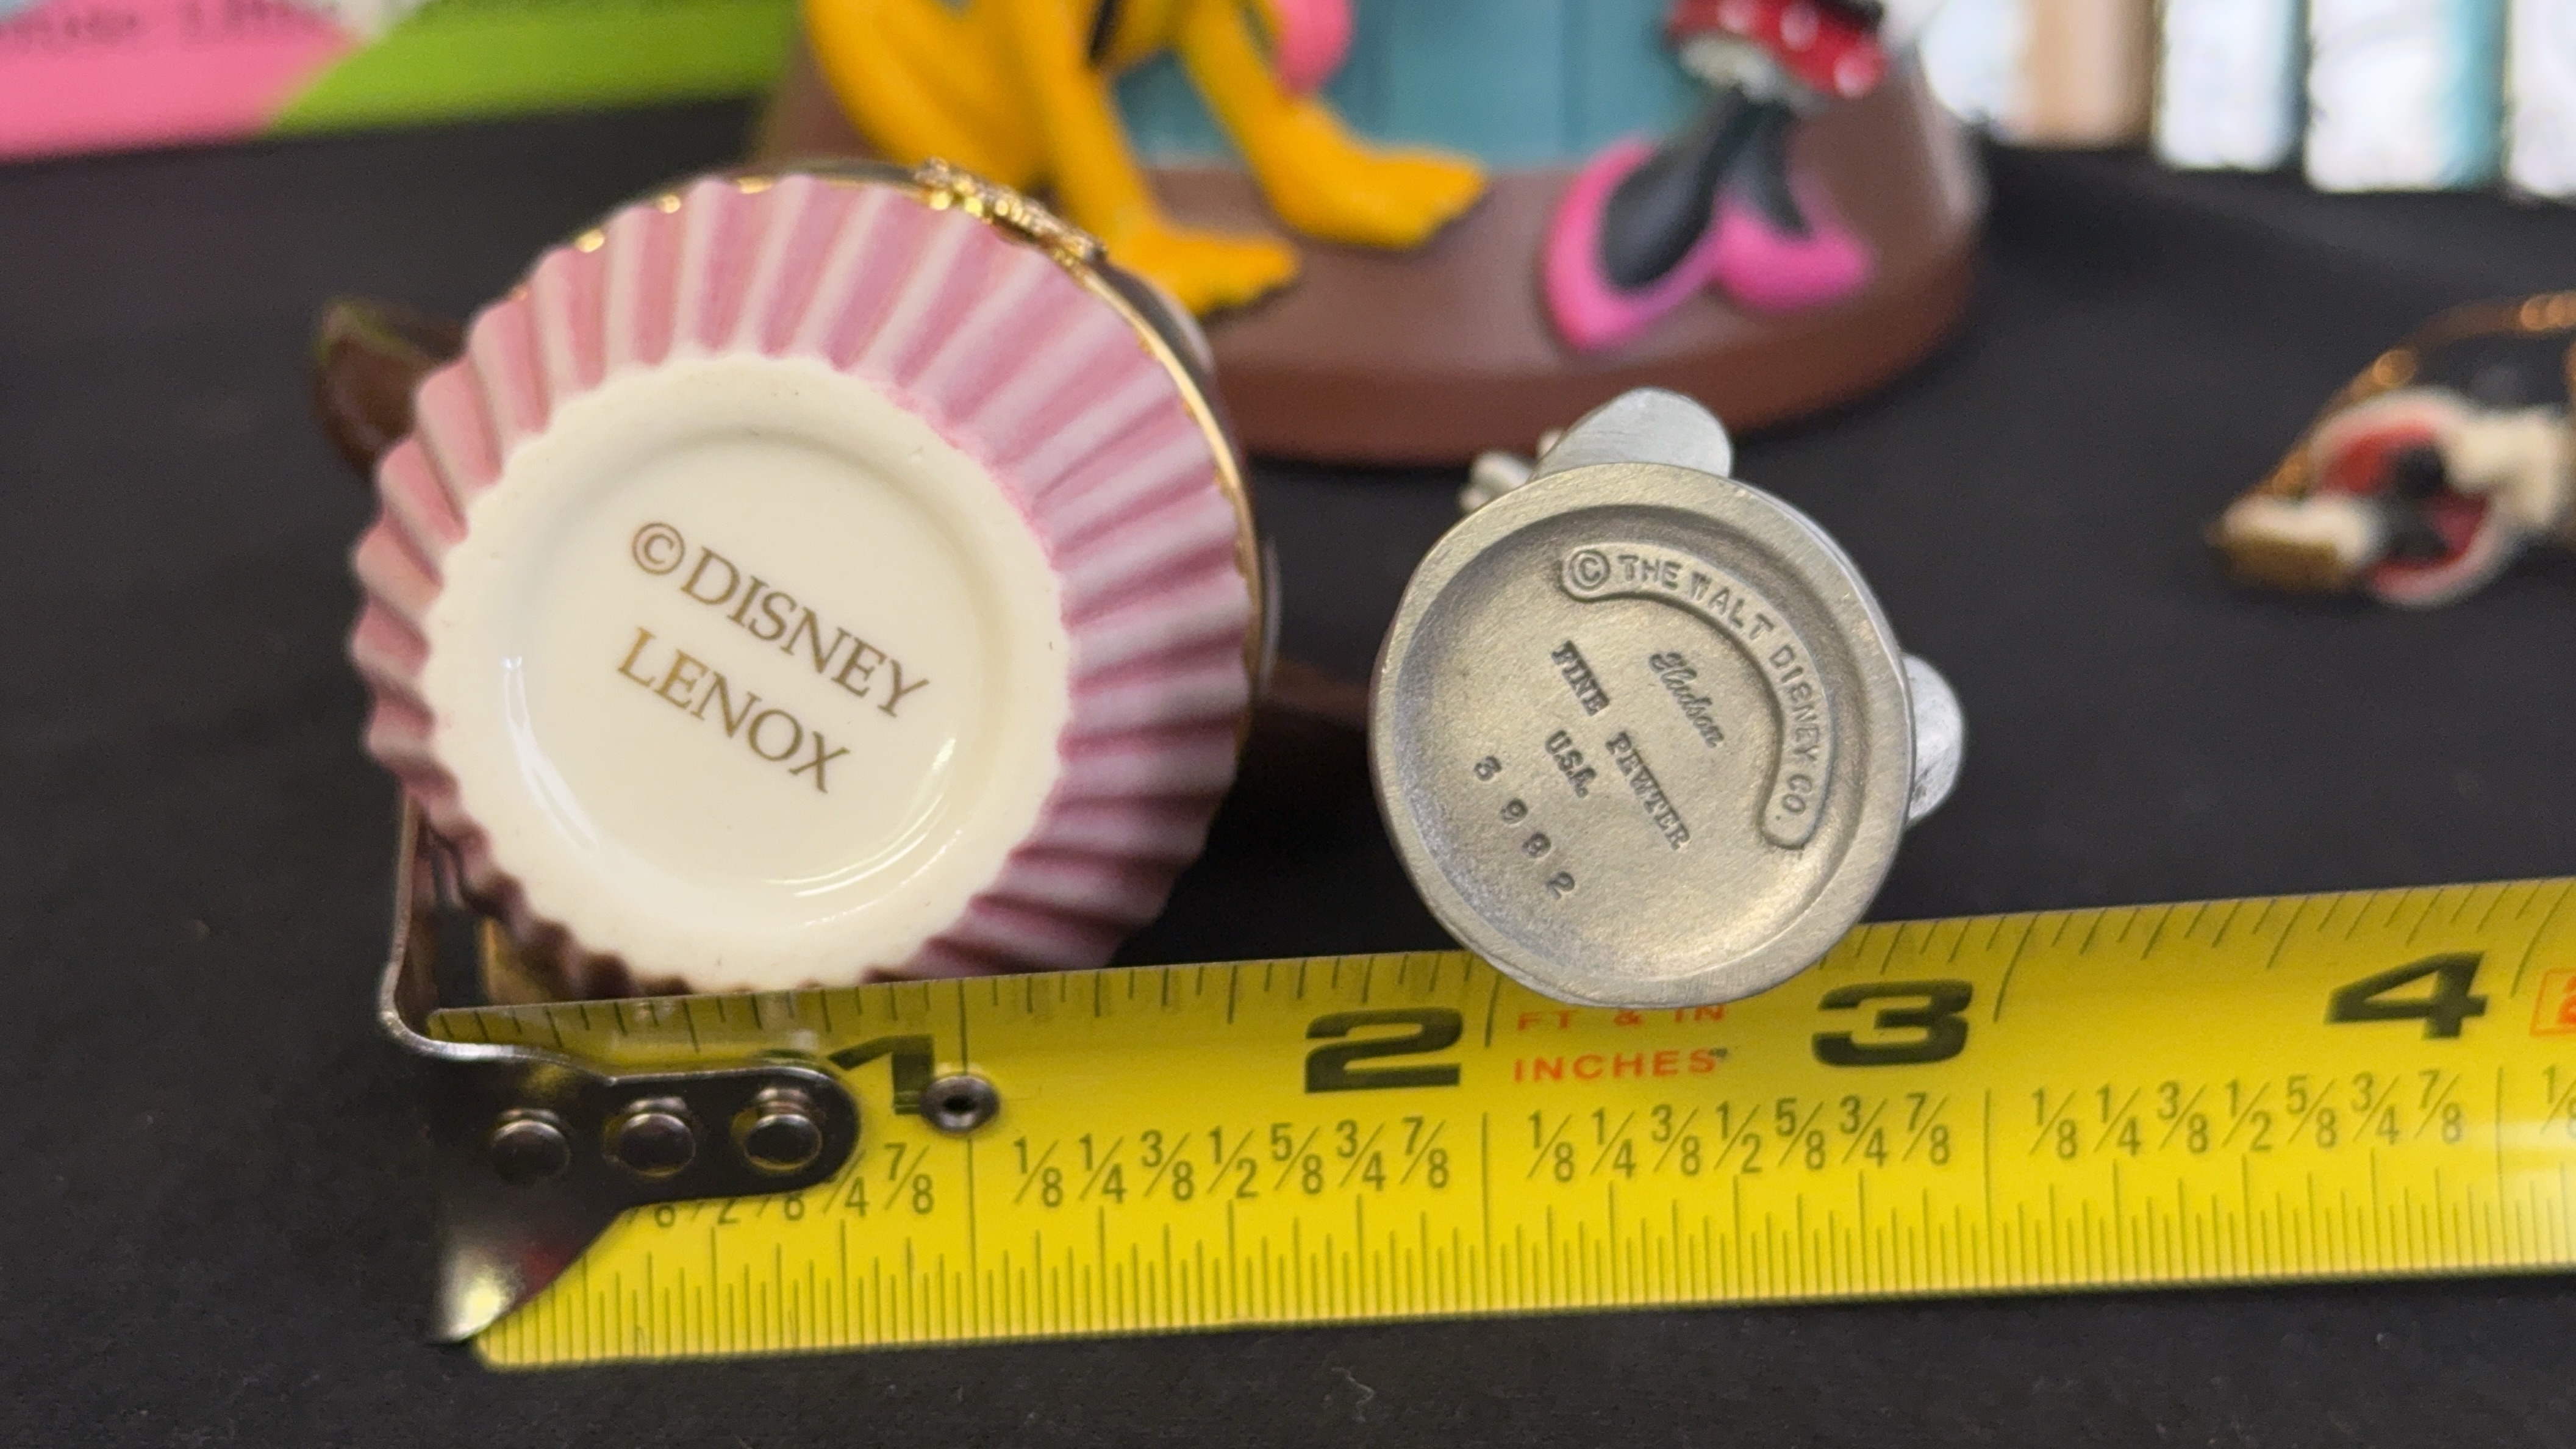 © DISNEY
LENOX
© THE WALT DISNEY CO.
Hudson
FINE PEWTER
U.S.A.
3992
1 2 3 4
FT & IN
INCHES
7/8 1/8 1/4 3/8 1/2 5/8 3/4 7/8 1/8 1/4 3/8 1/2 5/8 3/4 7/8 1/8 1/4 3/8 1/2 5/8 3/4 7/8